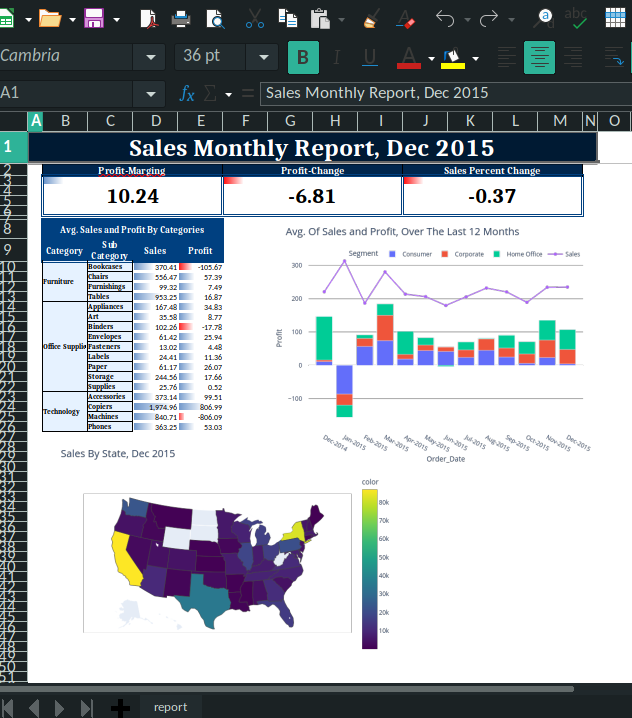 Cambria 36 pt B I U A
A1 fx Σ = Sales Monthly Report, Dec 2015
A B C D E F G H I J K L M N O
1 Sales Monthly Report, Dec 2015
Profit-Marging Profit-Change Sales Percent Change
10.24 -6.81 -0.37
Avg. Sales and Profit By Categories
Category Sub Category Sales Profit
Furniture
Bookcases 370.41 -105.67
Chairs 556.47 57.39
Furnishings 99.32 7.49
Tables 953.25 16.87
Office Supplie
Appliances 167.48 34.83
Art 35.58 8.77
Binders 102.26 -17.78
Envelopes 61.42 25.94
Fasteners 13.02 4.48
Labels 24.41 11.36
Paper 61.17 26.07
Storage 244.56 17.66
Supplies 25.76 0.52
Technology
Accessories 373.14 99.51
Copiers 1,974.96 806.99
Machines 840.71 -806.09
Phones 363.25 53.03
Avg. Of Sales and Profit, Over The Last 12 Months
Segment Consumer Corporate Home Office Sales
300
200
100
0
−100
Profit
Dec-2014 Jan-2015 Feb-2015 Mar-2015 Apr-2015 May-2015 Jun-2015 Jul-2015 Aug-2015 Sep-2015 Oct-2015 Nov-2015 Dec-2015
Order_Date
Sales By State, Dec 2015
color
80k
70k
60k
50k
40k
30k
20k
10k
report